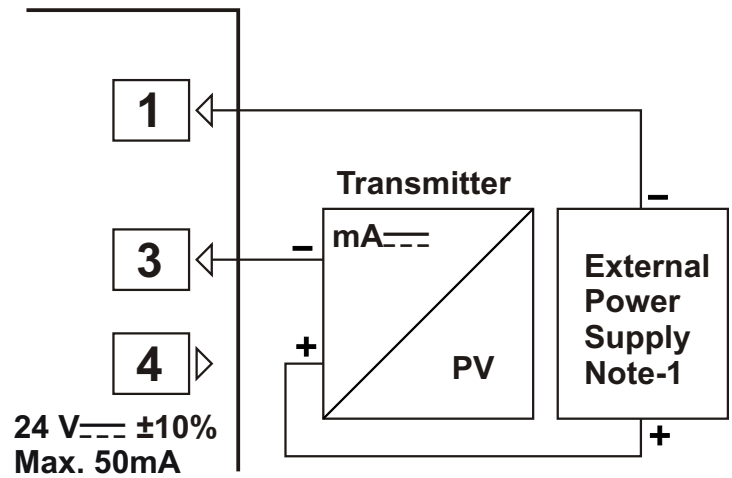 1
Transmitter
−
3
−
mA⎓
External
Power
Supply
Note-1
+
4
PV
24 V⎓ ±10%
Max. 50mA
+